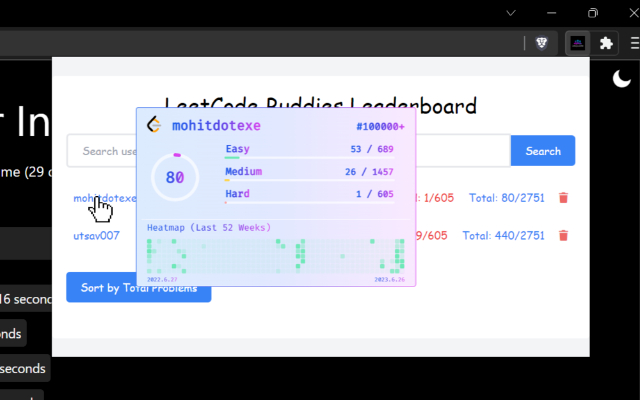 r In
me (29
16 second
nds
seconds
LeetCode Buddies Leaderboard
Search use
Search
mohitdotexe
l: 1/605
Total: 80/2751
utsav007
9/605
Total: 440/2751
Sort by Total Problems
mohitdotexe
#100000+
80
Easy
53 / 689
Medium
26 / 1457
Hard
1 / 605
Heatmap (Last 52 Weeks)
2022.6.27
2023.6.26